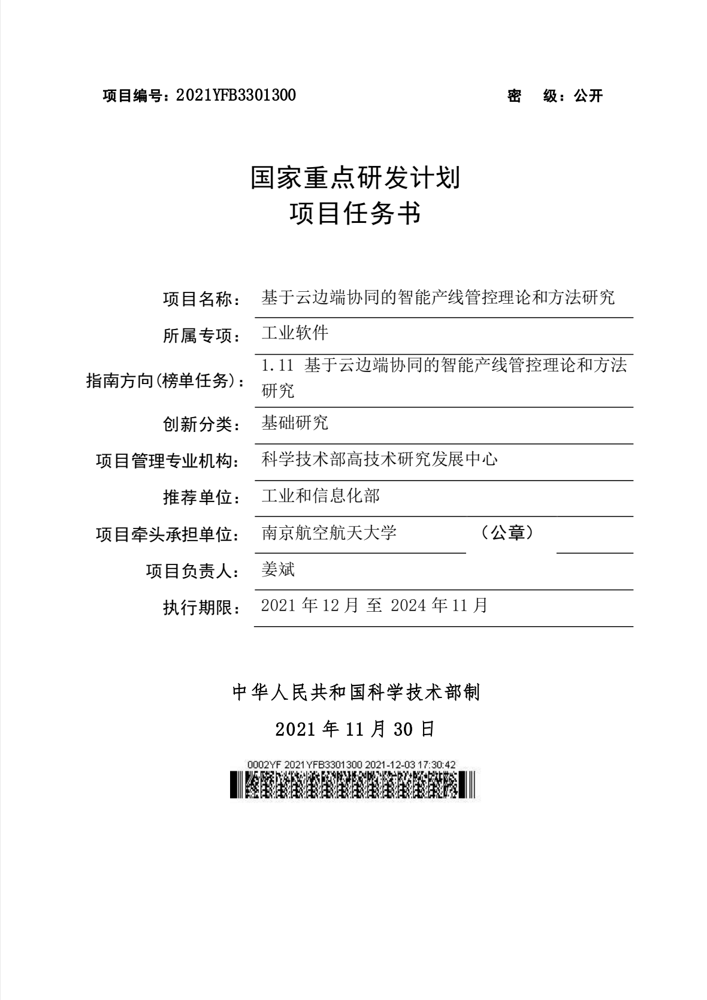 项目编号：2021YFB3301300 密 级：公开
国家重点研发计划
项目任务书
项目名称： 基于云边端协同的智能产线管控理论和方法研究
所属专项： 工业软件
指南方向(榜单任务)： 1.11 基于云边端协同的智能产线管控理论和方法
研究
创新分类： 基础研究
项目管理专业机构： 科学技术部高技术研究发展中心
推荐单位： 工业和信息化部
项目牵头承担单位： 南京航空航天大学 （公章）
项目负责人： 姜斌
执行期限： 2021 年 12 月 至 2024 年 11 月
中华人民共和国科学技术部制
2021 年 11 月 30 日
0002YF 2021YFB3301300 2021-12-03 17:30:42